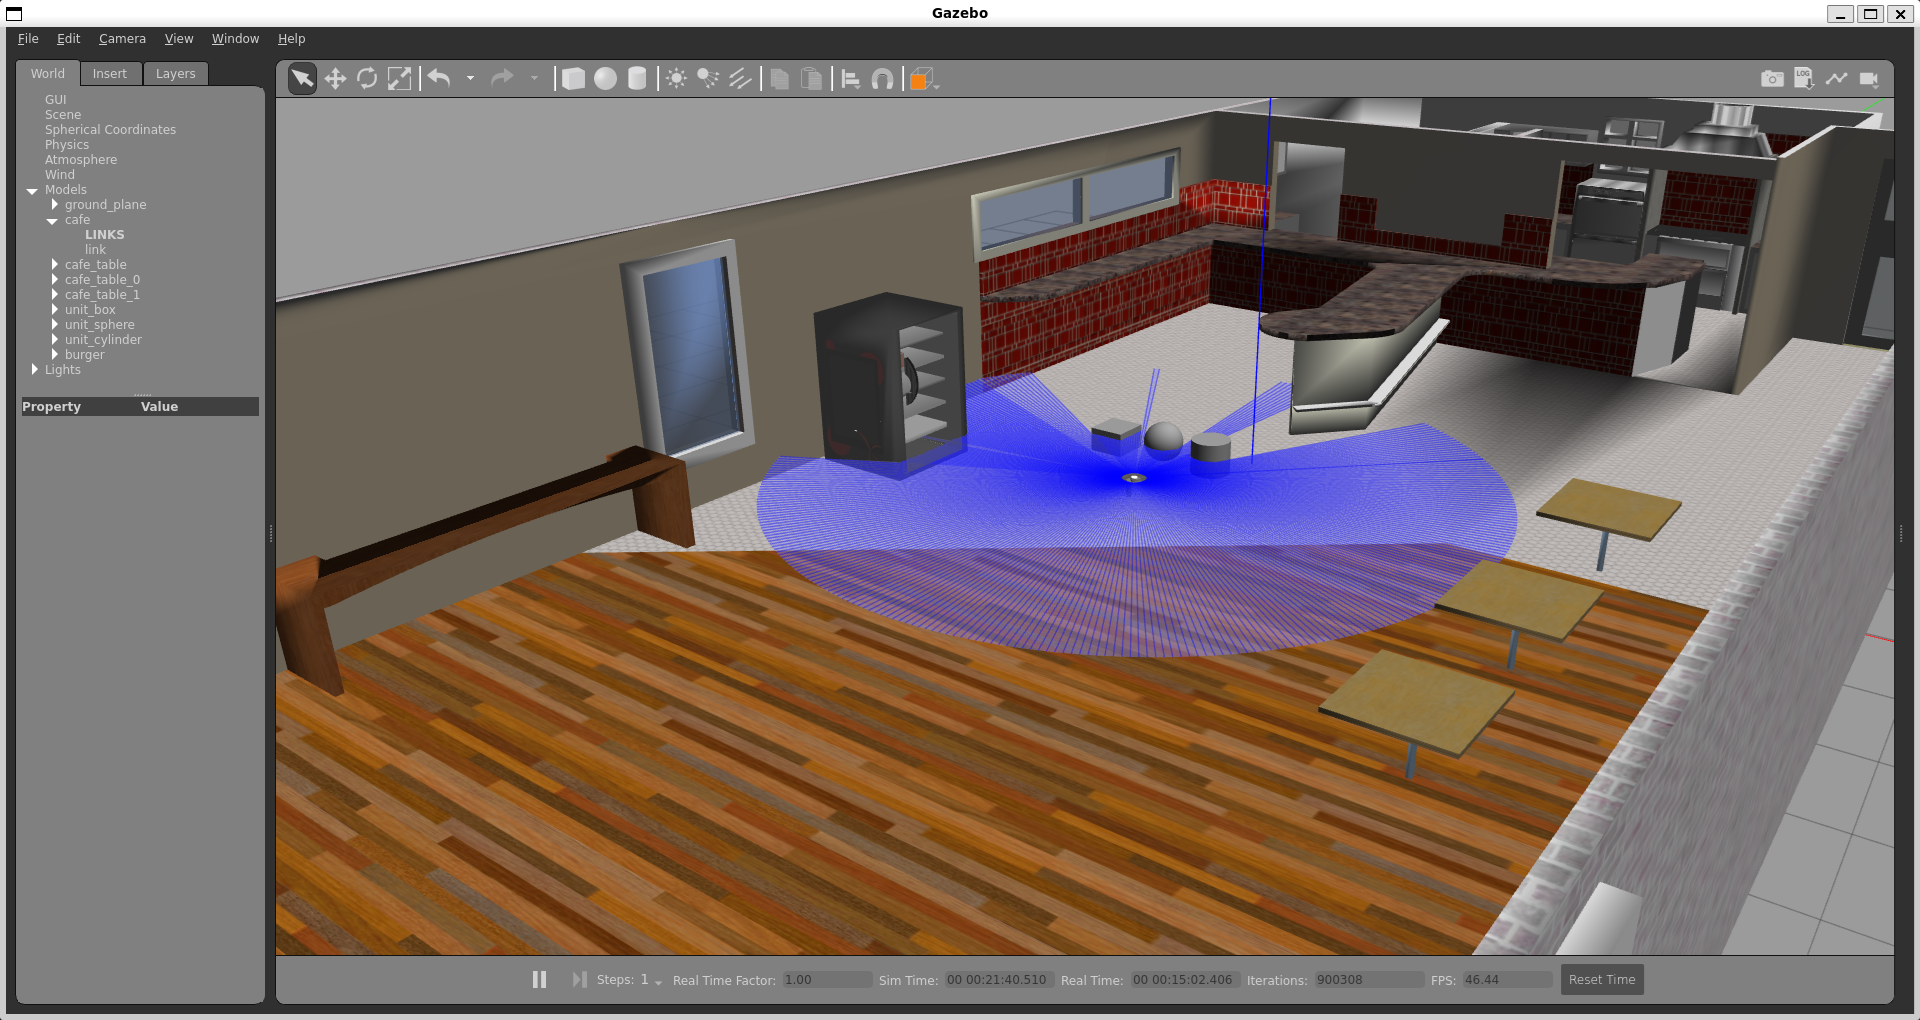 Gazebo
File Edit Camera View Window Help
World Insert Layers
LOG
GUI
Scene
Spherical Coordinates
Physics
Atmosphere
Wind
Models
ground_plane
cafe
LINKS
link
cafe_table
cafe_table_0
cafe_table_1
unit_box
unit_sphere
unit_cylinder
burger
Lights
Property Value
Steps: 1 Real Time Factor: 1.00 Sim Time: 00 00:21:40.510 Real Time: 00 00:15:02.406 Iterations: 900308 FPS: 46.44 Reset Time